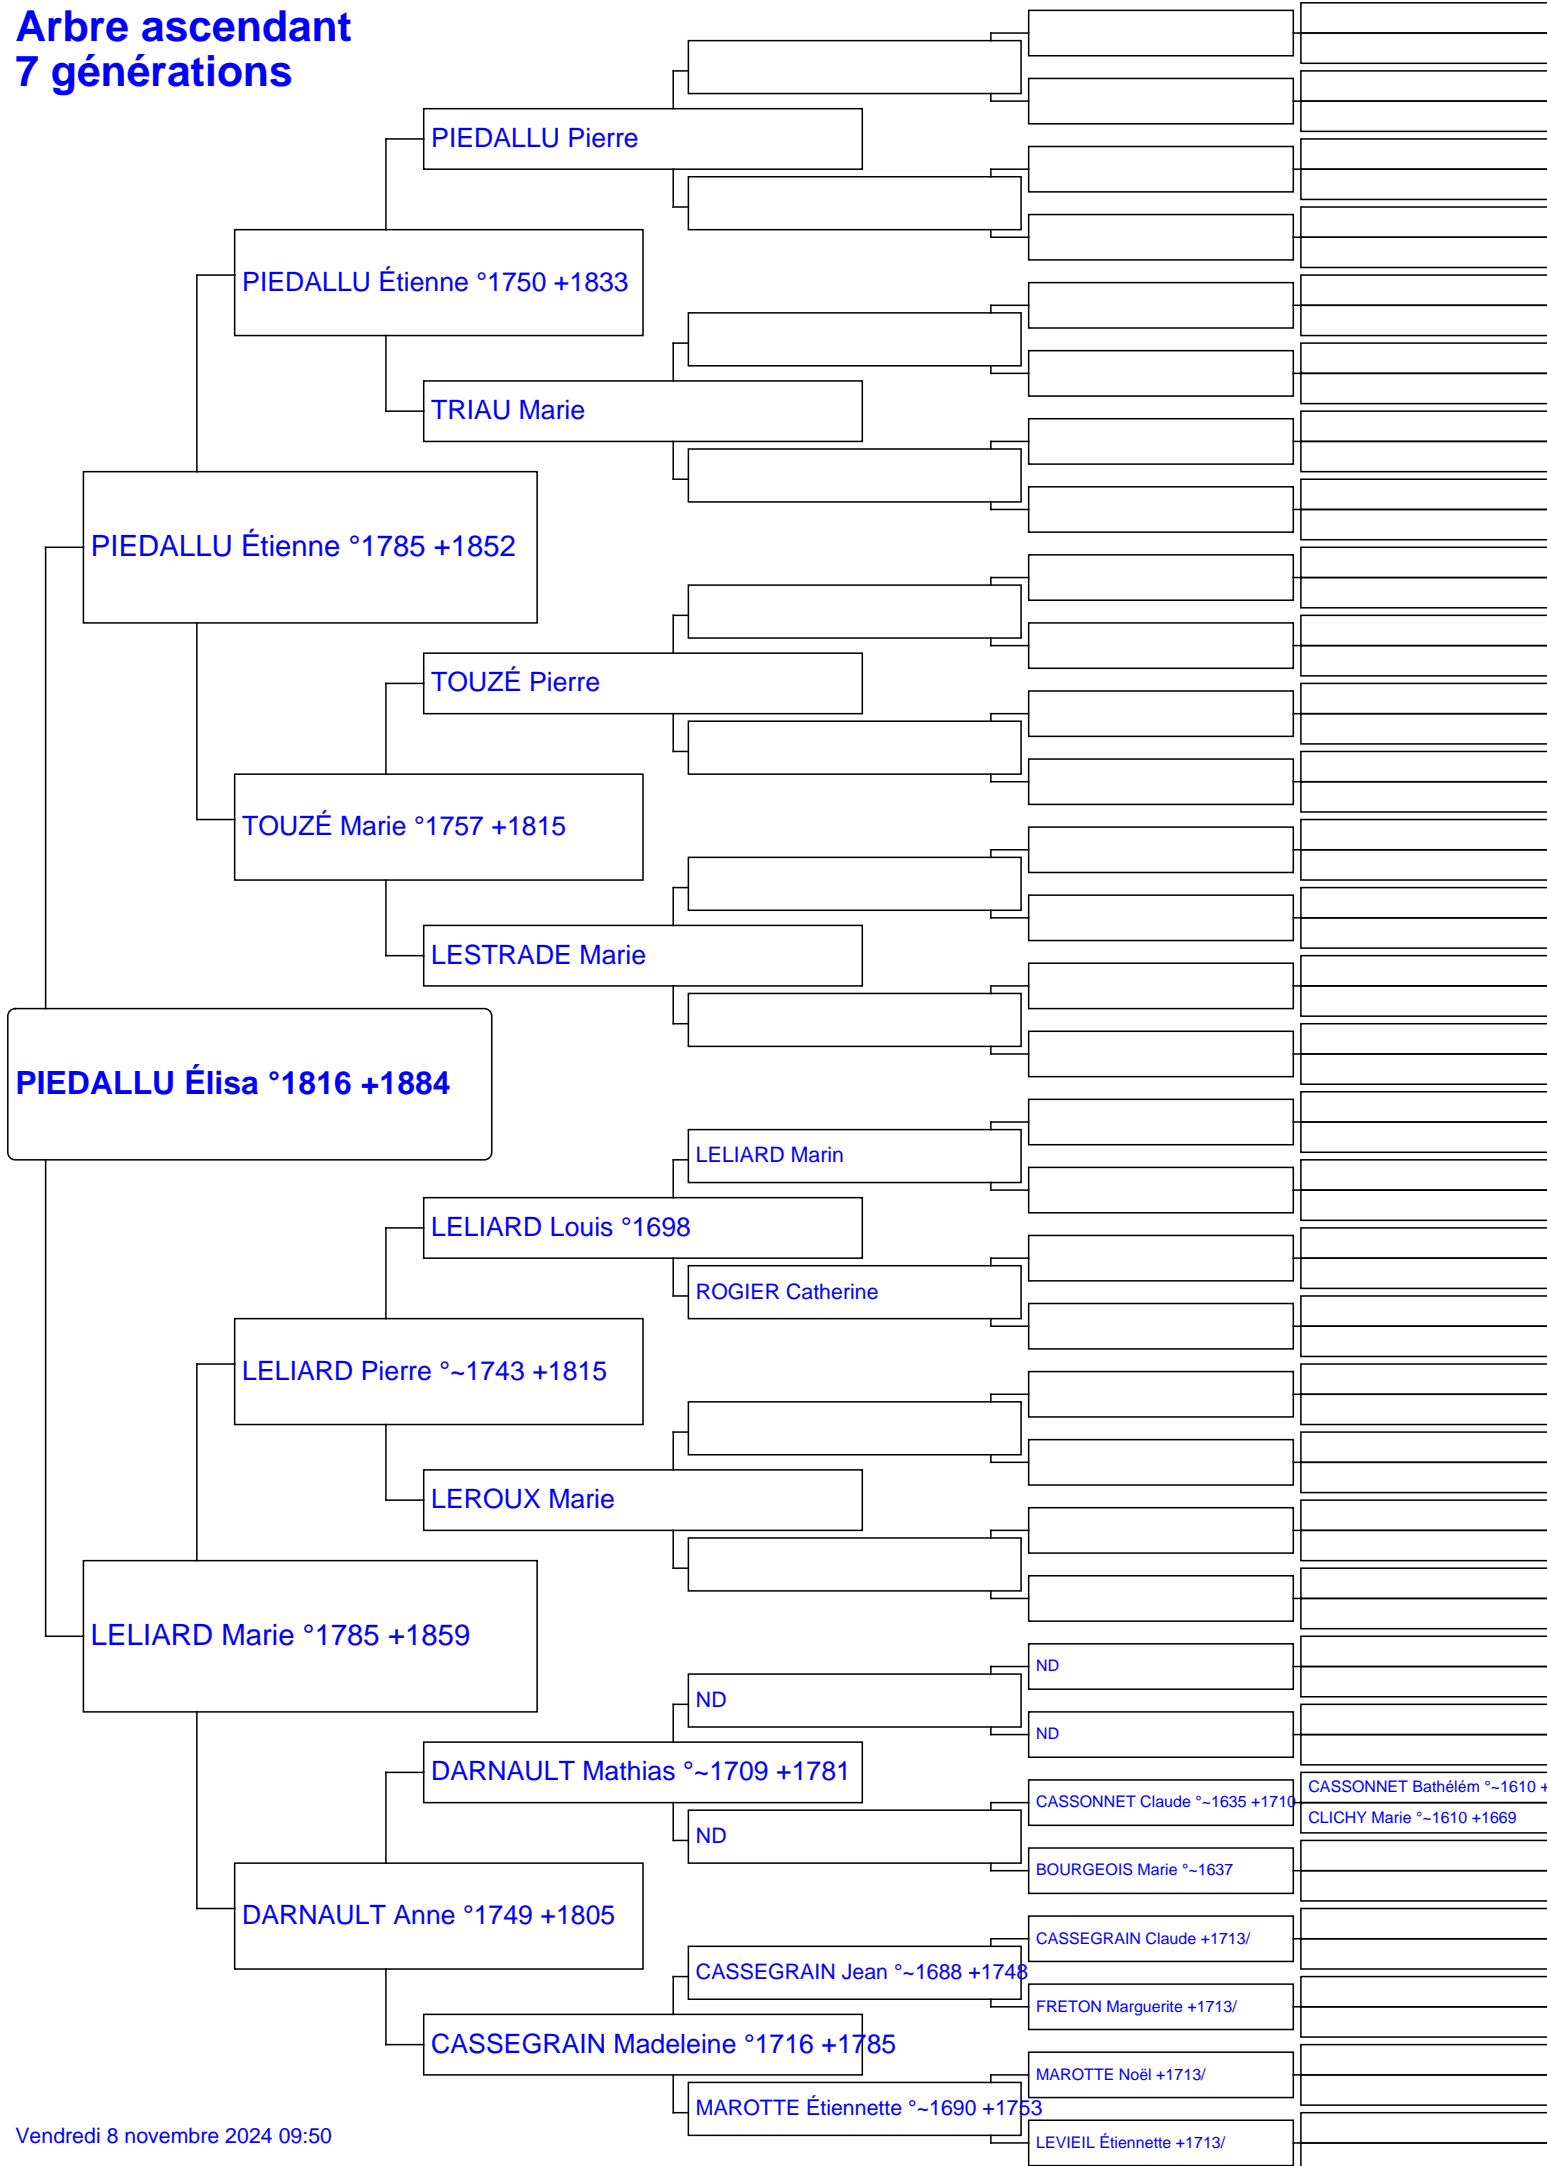 Arbre ascendant
7 générations
PIEDALLU Pierre
PIEDALLU Étienne °1750 +1833
TRIAU Marie
PIEDALLU Étienne °1785 +1852
TOUZÉ Pierre
TOUZÉ Marie °1757 +1815
LESTRADE Marie
PIEDALLU Élisa °1816 +1884
LELIARD Marin
LELIARD Louis °1698
ROGIER Catherine
LELIARD Pierre °~1743 +1815
LEROUX Marie
LELIARD Marie °1785 +1859
ND
ND
ND
DARNAULT Mathias °~1709 +1781
CASSONNET Bathélém °~1610 +
CASSONNET Claude °~1635 +1710
CLICHY Marie °~1610 +1669
ND
BOURGEOIS Marie °~1637
DARNAULT Anne °1749 +1805
CASSEGRAIN Claude +1713/
CASSEGRAIN Jean °~1688 +1748
FRETON Marguerite +1713/
CASSEGRAIN Madeleine °1716 +1785
MAROTTE Noël +1713/
MAROTTE Étiennette °~1690 +1753
LEVIEIL Étiennette +1713/
Vendredi 8 novembre 2024 09:50